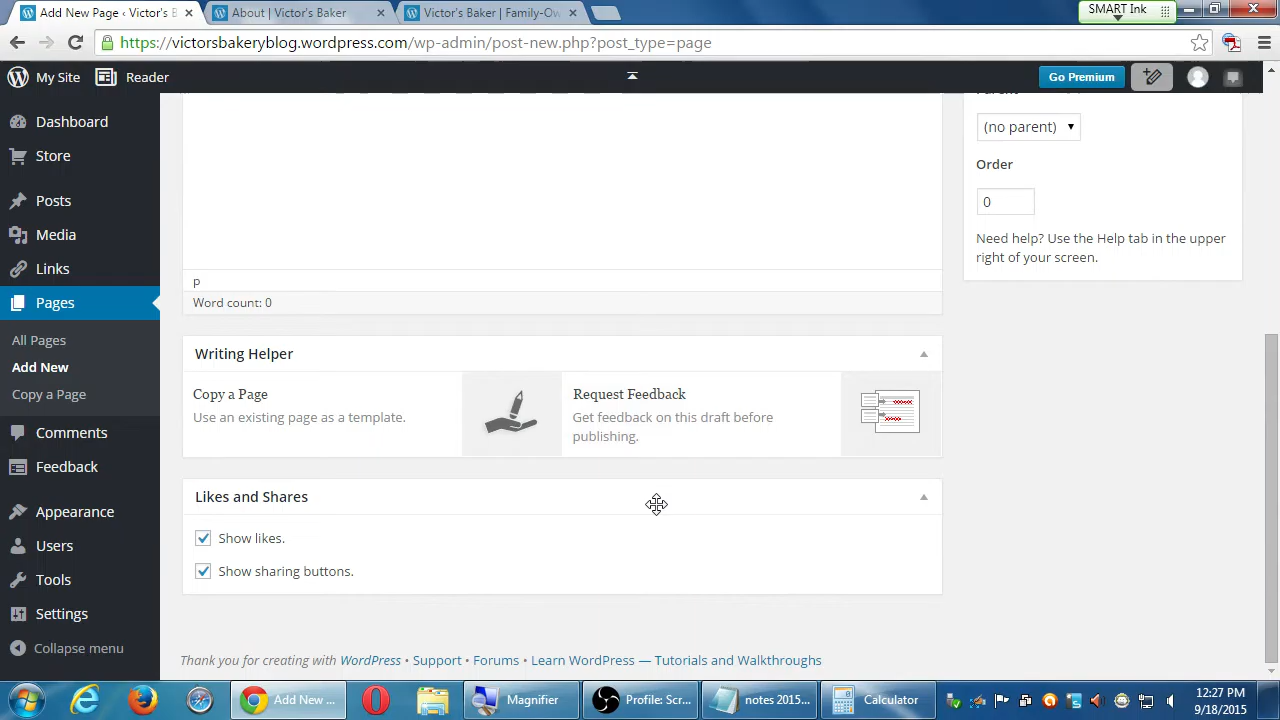 Add New Page ‹ Victor's B
About | Victor's Baker
Victor's Baker | Family-Ow
SMART Ink
https://victorsbakeryblog.wordpress.com/wp-admin/post-new.php?post_type=page
My Site
Reader
Go Premium
Dashboard
Store
Posts
Media
Links
Pages
All Pages
Add New
Copy a Page
Comments
Feedback
Appearance
Users
Tools
Settings
Collapse menu
p
Word count: 0
Writing Helper
Copy a Page
Use an existing page as a template.
Request Feedback
Get feedback on this draft before
publishing.
Likes and Shares
Show likes.
Show sharing buttons.
Thank you for creating with WordPress • Support • Forums • Learn WordPress — Tutorials and Walkthroughs
(no parent)
Order
0
Need help? Use the Help tab in the upper
right of your screen.
Add New ...
Magnifier
Profile: Scr...
notes 2015...
Calculator
12:27 PM
9/18/2015